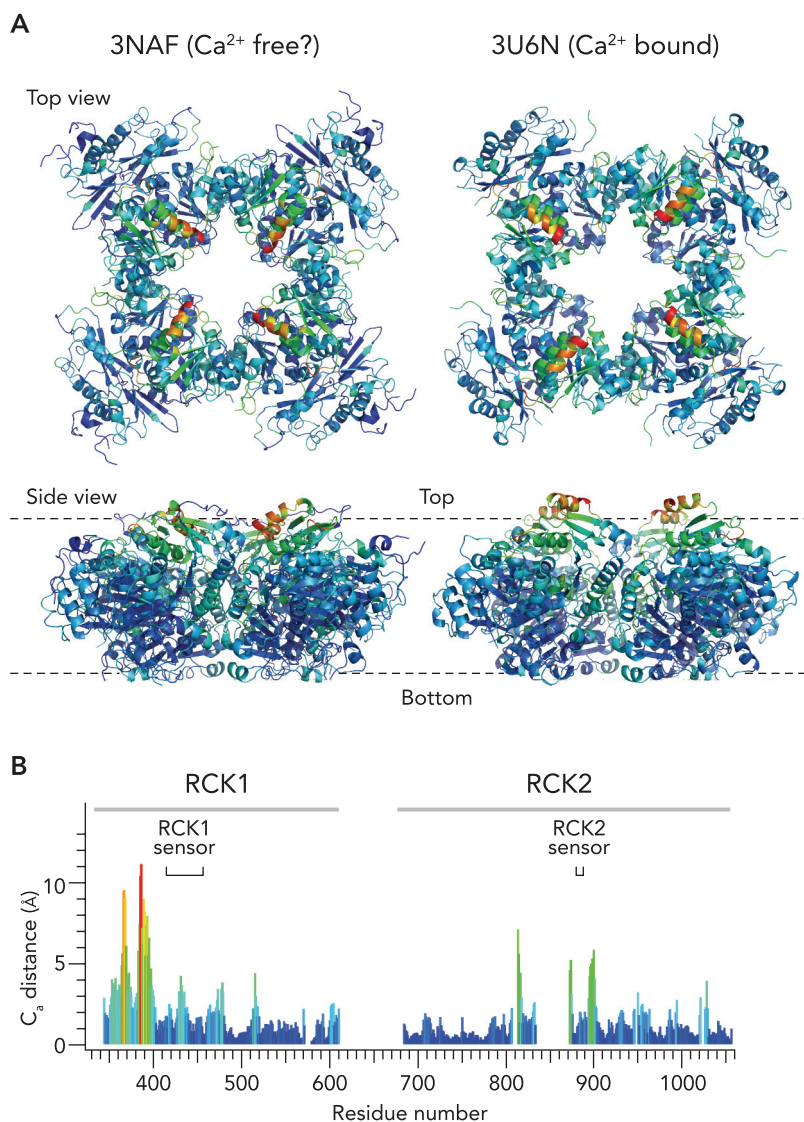 A
3NAF (Ca²⁺ free?)
3U6N (Ca²⁺ bound)
Top view
Side view
Top
Bottom
B
RCK1
RCK2
RCK1
sensor
RCK2
sensor
10
5
0
Cₐ distance (Å)
400
500
600
700
800
900
1000
Residue number